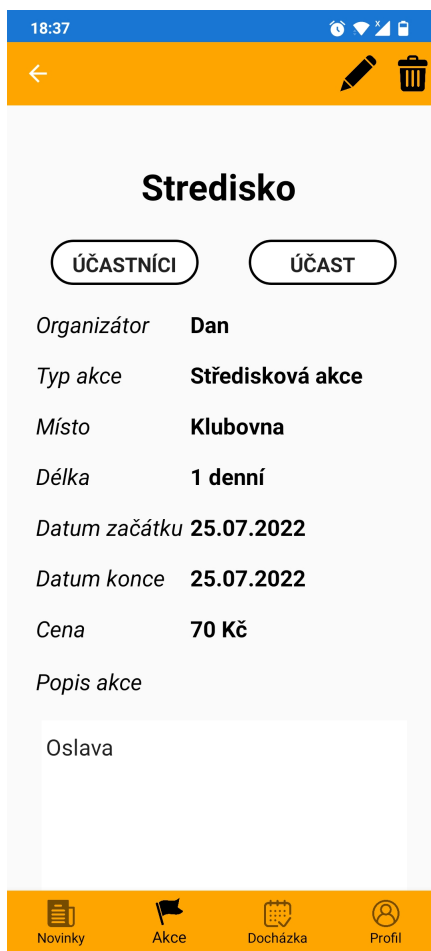 18:37
Stredisko
ÚČASTNÍCI ÚČAST
Organizátor Dan
Typ akce Středisková akce
Místo Klubovna
Délka 1 denní
Datum začátku 25.07.2022
Datum konce 25.07.2022
Cena 70 Kč
Popis akce
Oslava
Novinky Akce Docházka Profil